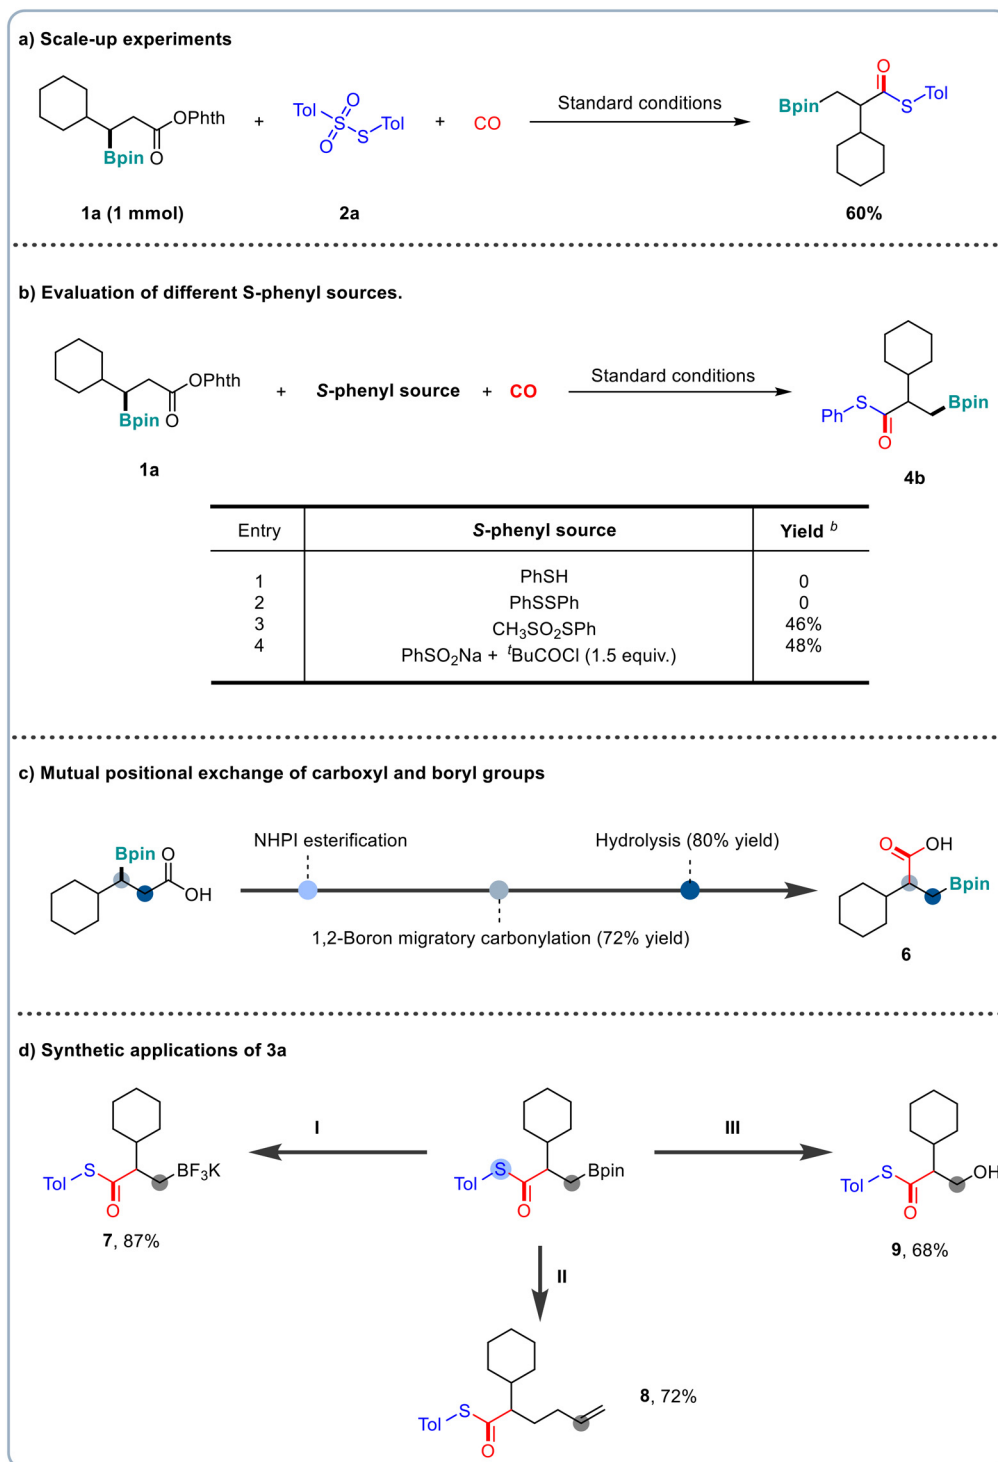 a) Scale-up experiments
OPhth
Bpin
O
1a (1 mmol)
+
Tol
O
S
O
S
Tol
2a
+
CO
Standard conditions
Bpin
O
S
Tol
60%
b) Evaluation of different S-phenyl sources.
OPhth
Bpin
O
1a
+
S-phenyl source
+
CO
Standard conditions
Ph
S
O
Bpin
4b
Entry S-phenyl source Yield b
1 PhSH 0
2 PhSSPh 0
3 CH3SO2SPh 46%
4 PhSO2Na + tBuCOCl (1.5 equiv.) 48%
c) Mutual positional exchange of carboxyl and boryl groups
Bpin
O
OH
NHPI esterification
1,2-Boron migratory carbonylation (72% yield)
Hydrolysis (80% yield)
O
OH
Bpin
6
d) Synthetic applications of 3a
Tol
S
O
BF3K
7, 87%
I
Tol
S
O
Bpin
III
Tol
S
O
OH
9, 68%
II
Tol
S
O
8, 72%